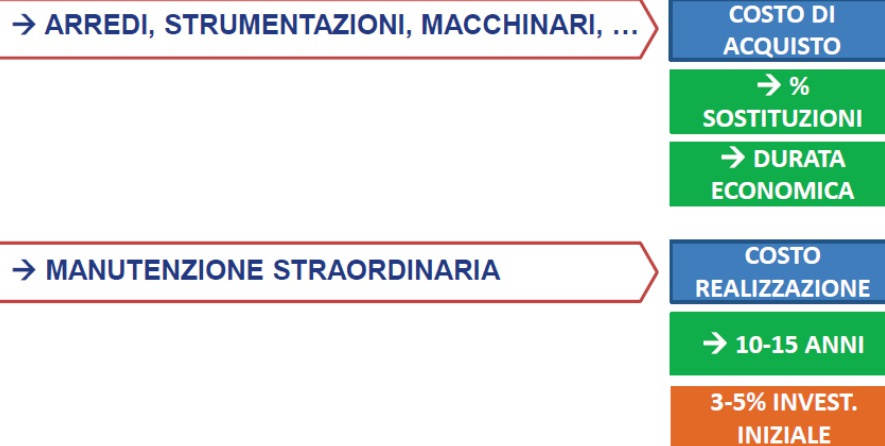 → ARREDI, STRUMENTAZIONI, MACCHINARI, ...
COSTO DI
ACQUISTO
→ %
SOSTITUZIONI
→ DURATA
ECONOMICA
→ MANUTENZIONE STRAORDINARIA
COSTO
REALIZZAZIONE
→ 10-15 ANNI
3-5% INVEST.
INIZIALE